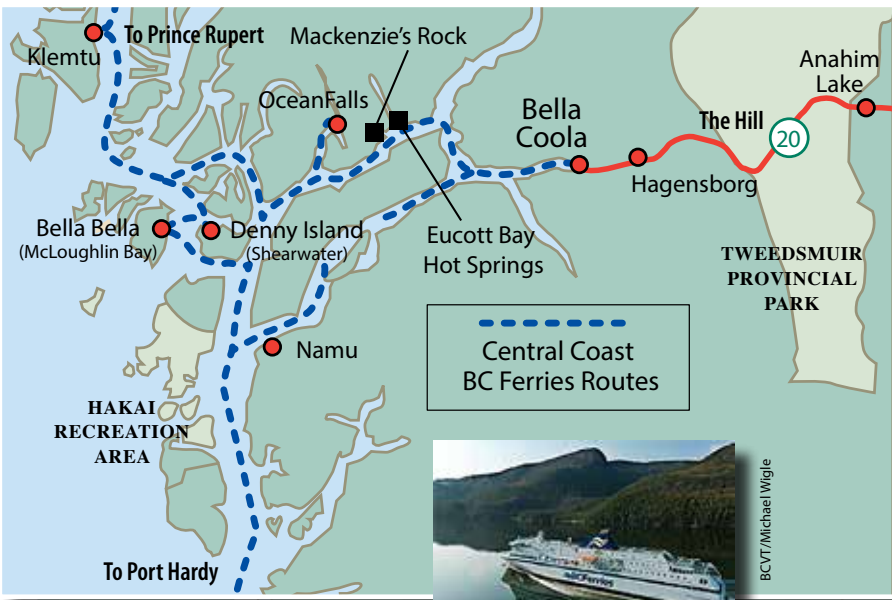 To Prince Rupert
Klemtu
Mackenzie's Rock
OceanFalls
Anahim
Lake
Bella
Coola
The Hill
20
Hagensborg
Bella Bella
(McLoughlin Bay)
Denny Island
(Shearwater)
Eucott Bay
Hot Springs
TWEEDSMUIR
PROVINCIAL
PARK
Namu
Central Coast
BC Ferries Routes
HAKAI
RECREATION
AREA
To Port Hardy
BCFerries
BCVT/Michael Wigle